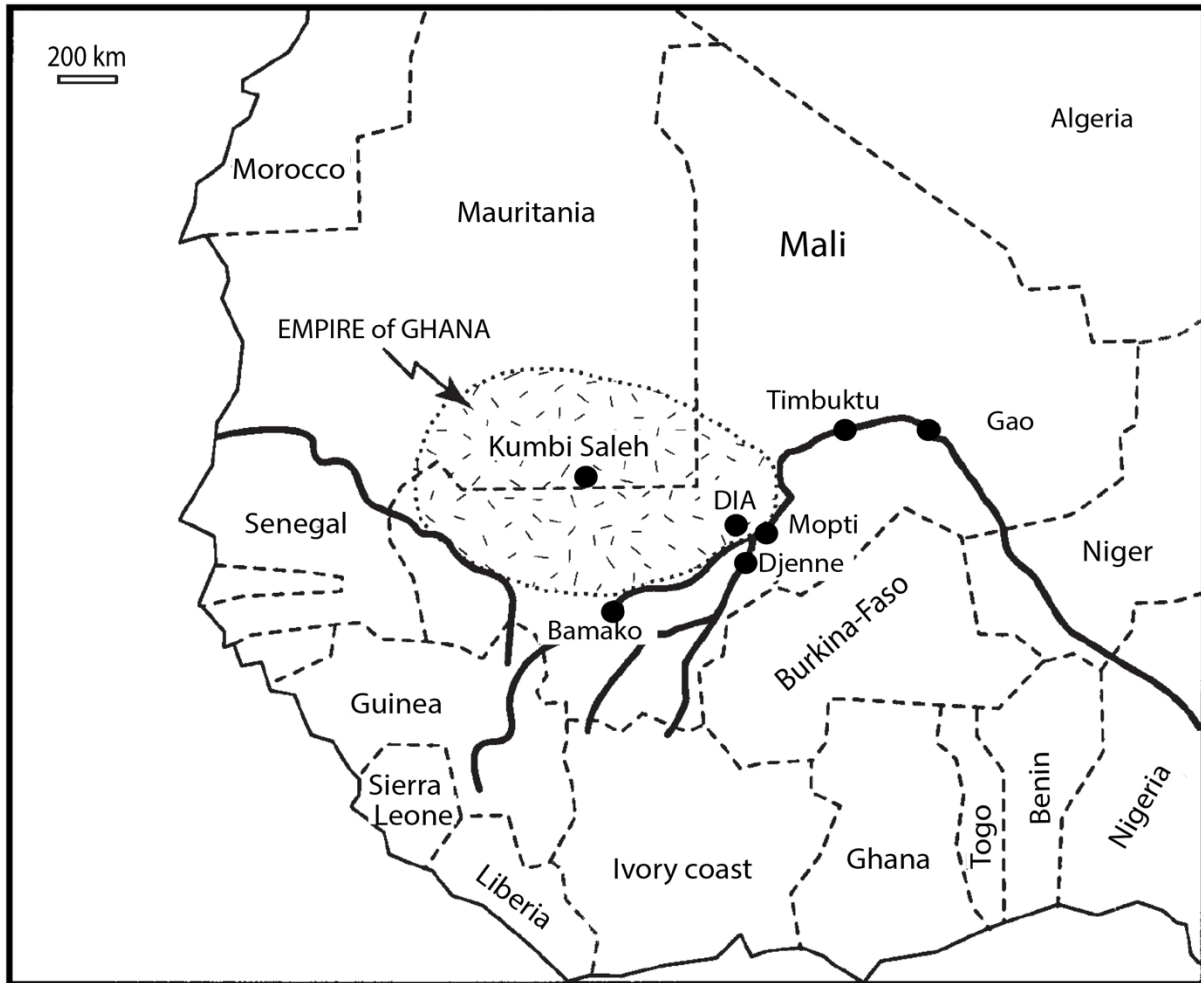 200 km
Algeria
Morocco
Mauritania
Mali
EMPIRE of GHANA
Timbuktu
Gao
Kumbi Saleh
DIA
Mopti
Senegal
Niger
Djenne
Bamako
Burkina-Faso
Guinea
Sierra
Leone
Liberia
Ivory coast
Ghana
Togo
Benin
Nigeria